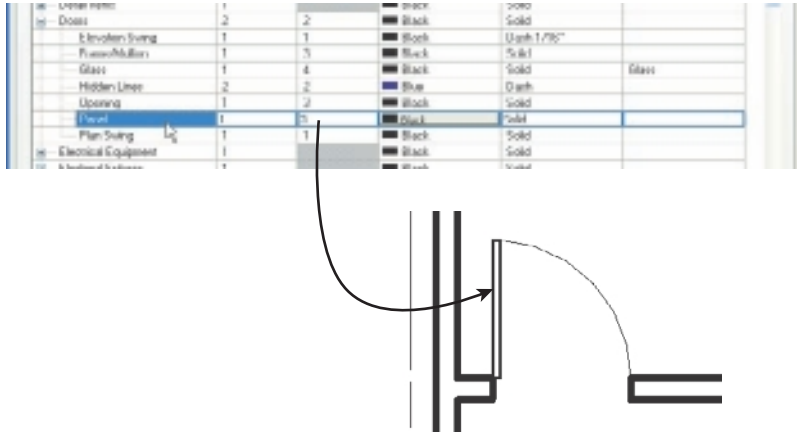 Doors 2 2 Black Solid
Elevation Swing 1 1 Black Dash 1/16"
Frame/Mullion 1 3 Black Solid
Glass 1 4 Black Solid Glass
Hidden Lines 2 2 Blue Dash
Opening 1 3 Black Solid
Panel 1 Black Solid
Plan Swing 1 1 Black Solid
Electrical Equipment 1 Black Solid